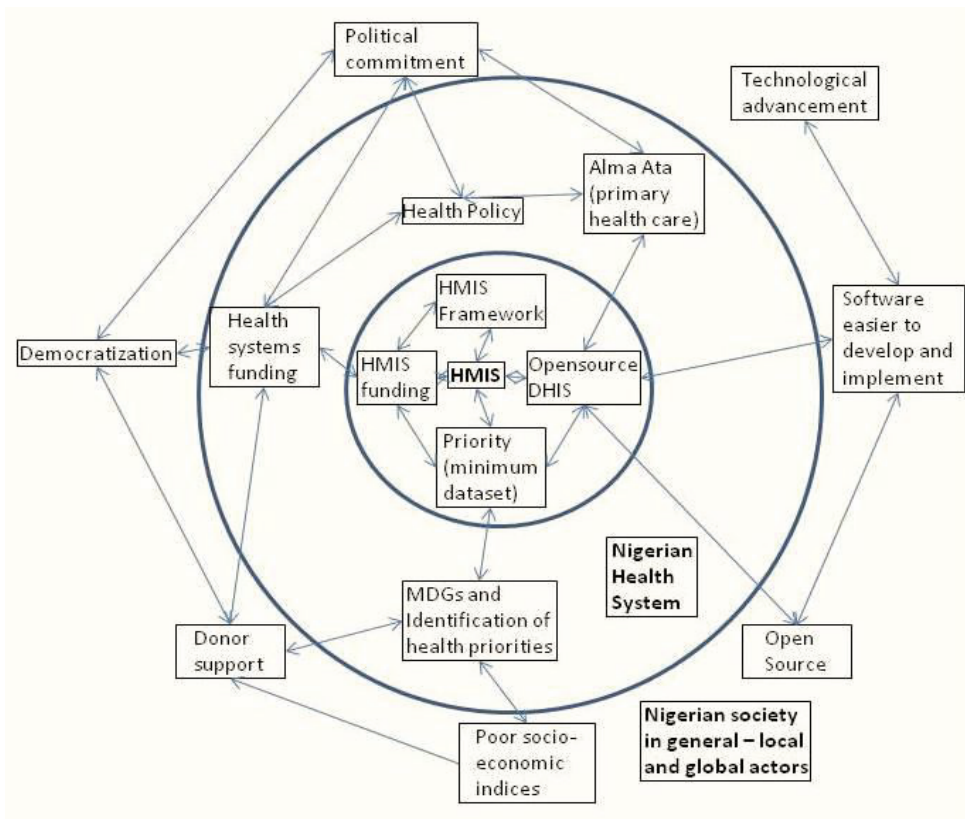 Political
commitment
Technological
advancement
Alma Ata
(primary
health care)
Health Policy
HMIS
Framework
Health
systems
funding
Software
easier to
develop and
implement
Democratization
HMIS
funding
HMIS
Opensource
DHIS
Priority
(minimum
dataset)
Nigerian
Health
System
MDGs and
Identification of
health priorities
Donor
support
Open
Source
Nigerian society
in general – local
and global actors
Poor socio-
economic
indices